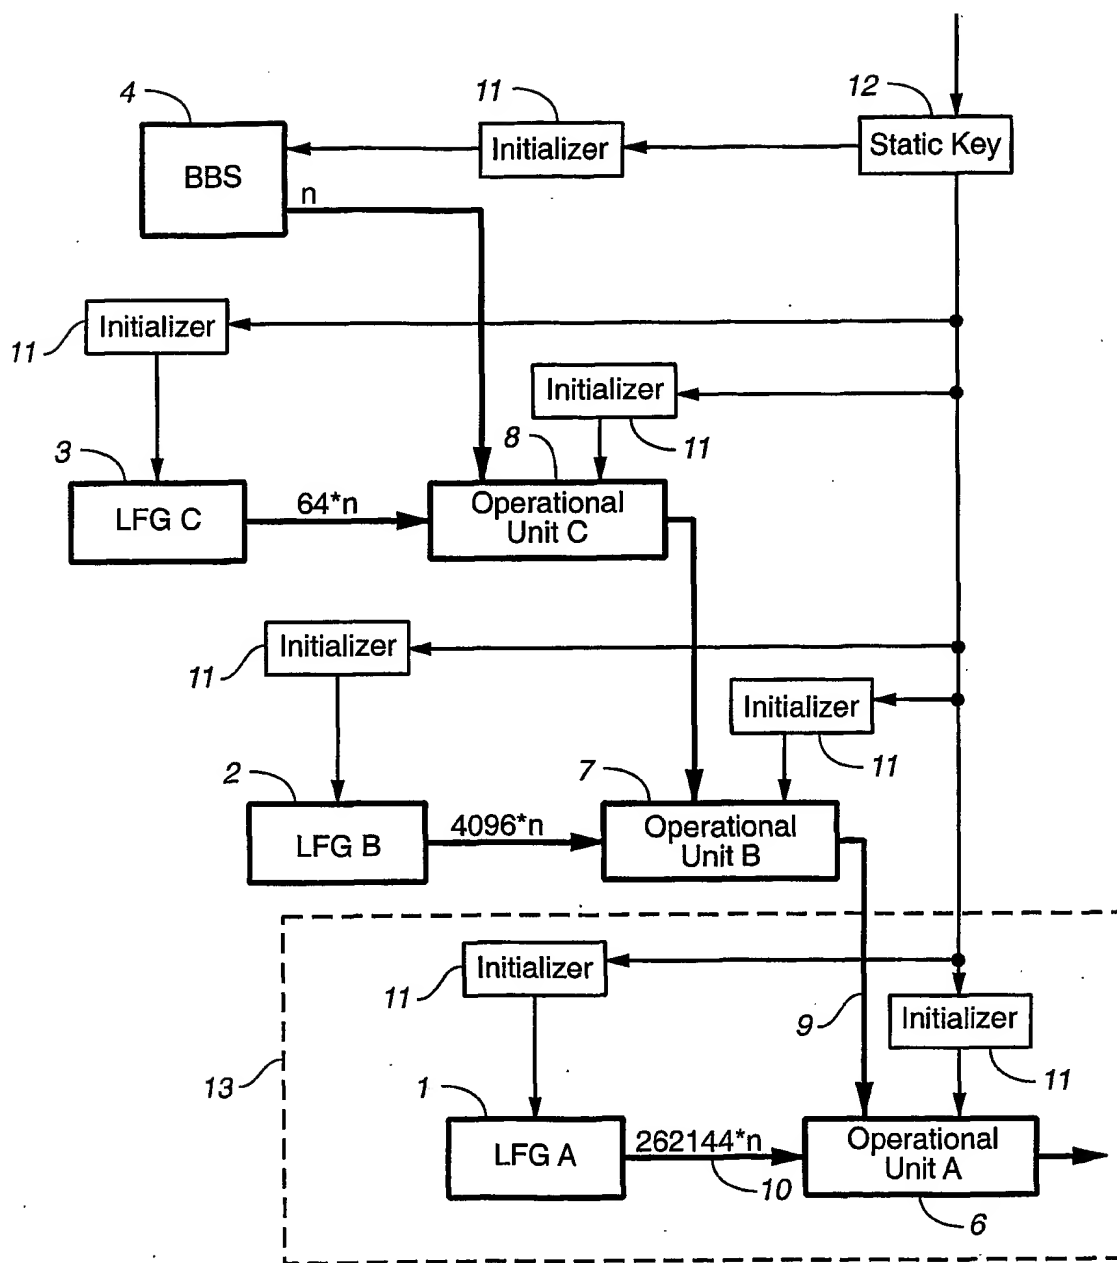 4
11
12
BBS
Initializer
Static Key
n
Initializer
11
Initializer
11
3
8
LFG C
64*n
Operational
Unit C
Initializer
11
Initializer
11
2
7
LFG B
4096*n
Operational
Unit B
Initializer
11
9
Initializer
11
13
1
LFG A
262144*n
10
Operational
Unit A
6